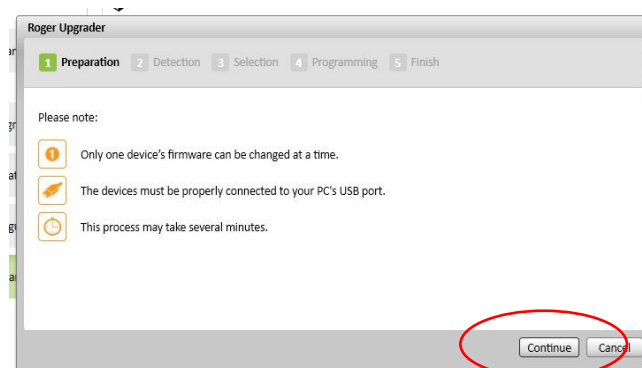 Roger Upgrader
1 Preparation 2 Detection 3 Selection 4 Programming 5 Finish
Please note:
1 Only one device's firmware can be changed at a time.
The devices must be properly connected to your PC's USB port.
This process may take several minutes.
Continue Cancel